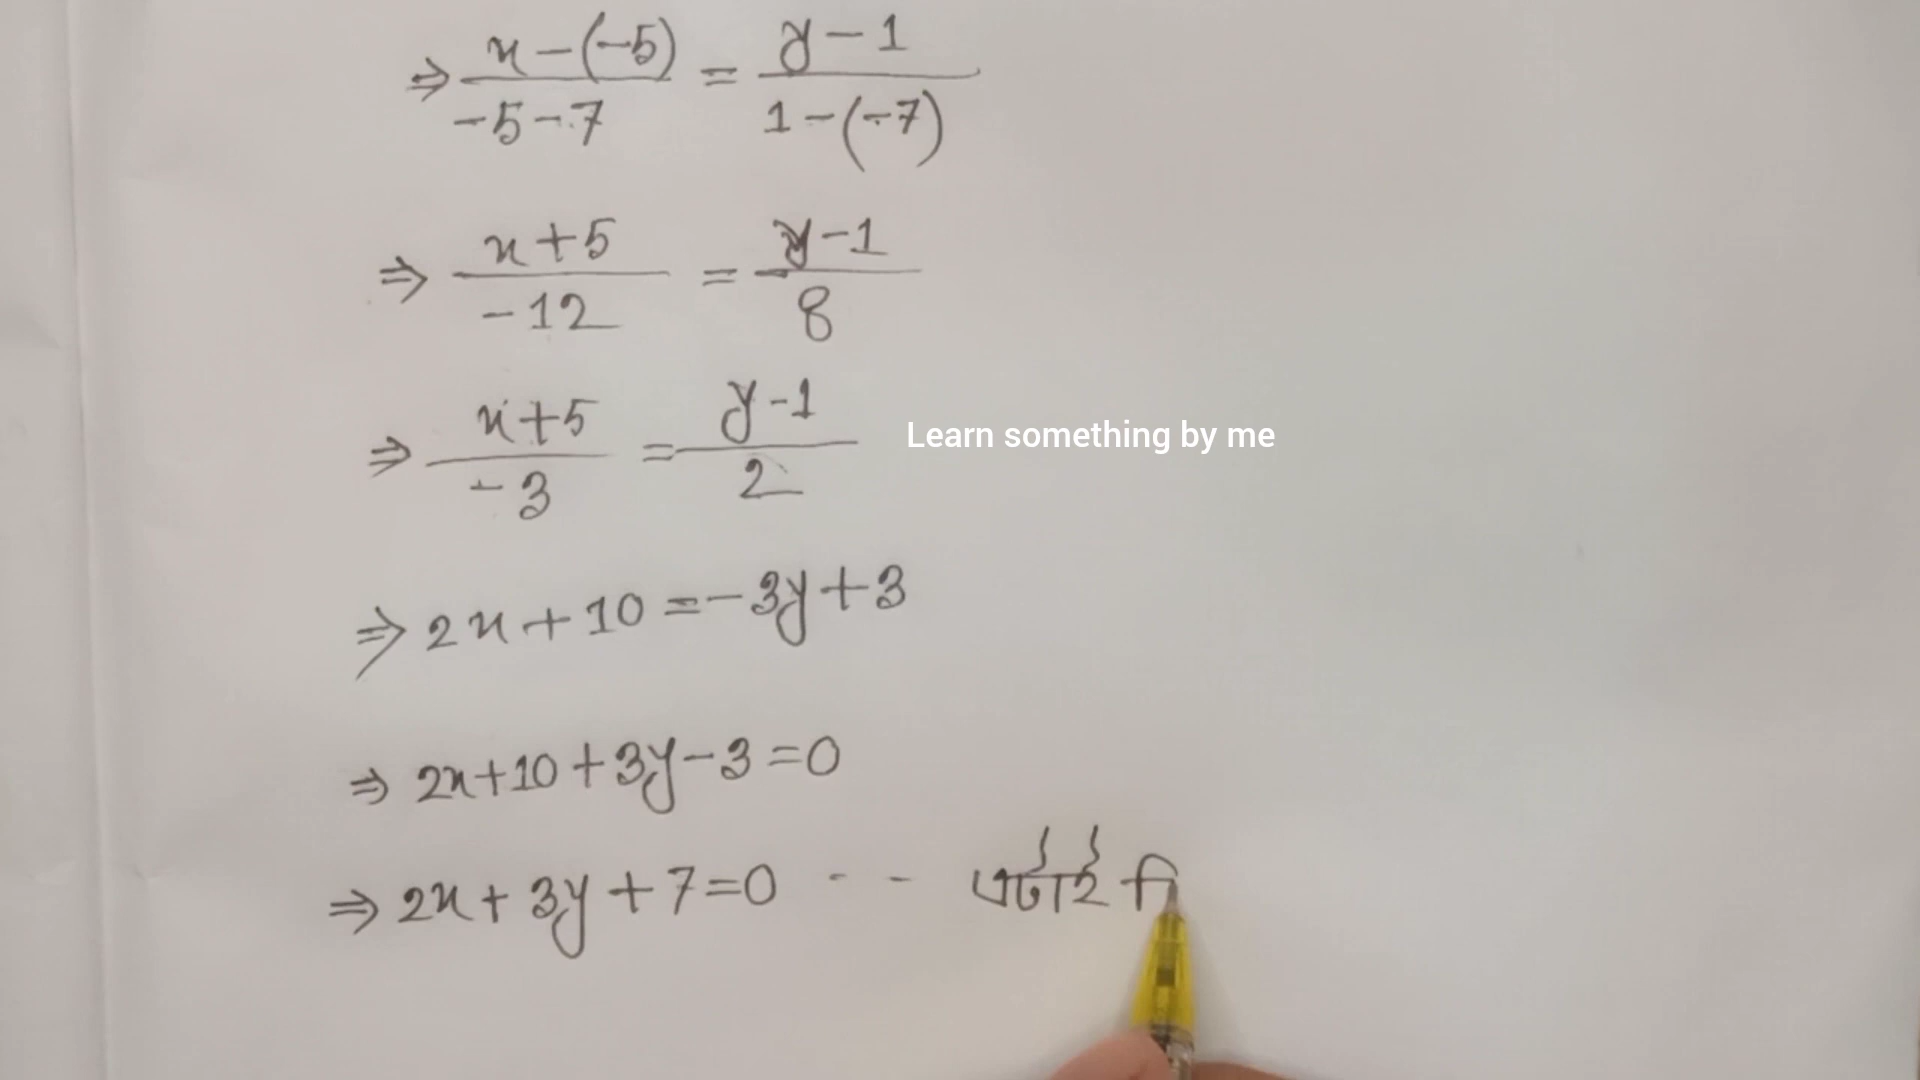 ⇒ x-(-5)/-5-7 = y-1/1-(-7)
⇒ x+5/-12 = y-1/8
⇒ x+5/-3 = y-1/2
Learn something by me
⇒ 2x+10=-3y+3
⇒ 2x+10+3y-3=0
⇒ 2x+3y+7=0 - - এটাই